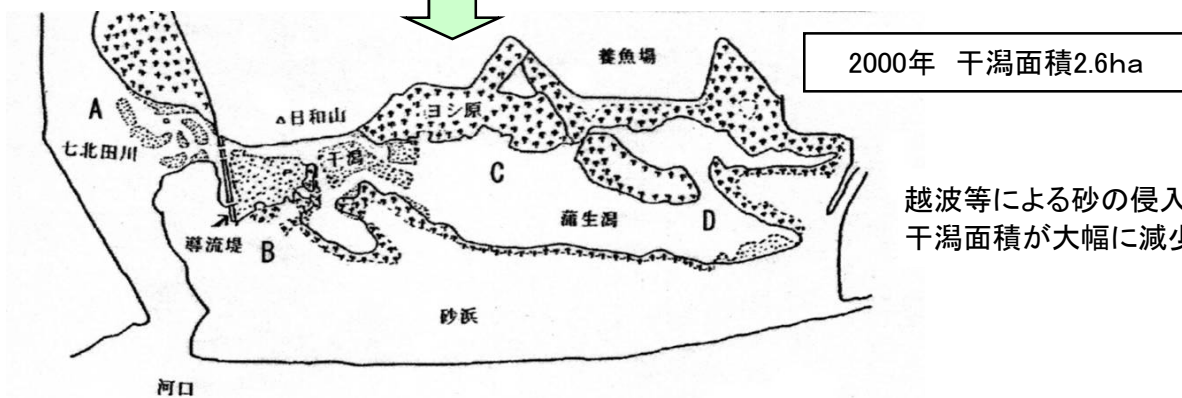 2000年 干潟面積2.6ha
養魚場
A
△日和山
ヨシ原
七北田川
干潟
C
越波等による砂の侵入
蒲生潟
D
導流堤
B
干潟面積が大幅に減少
砂浜
河口